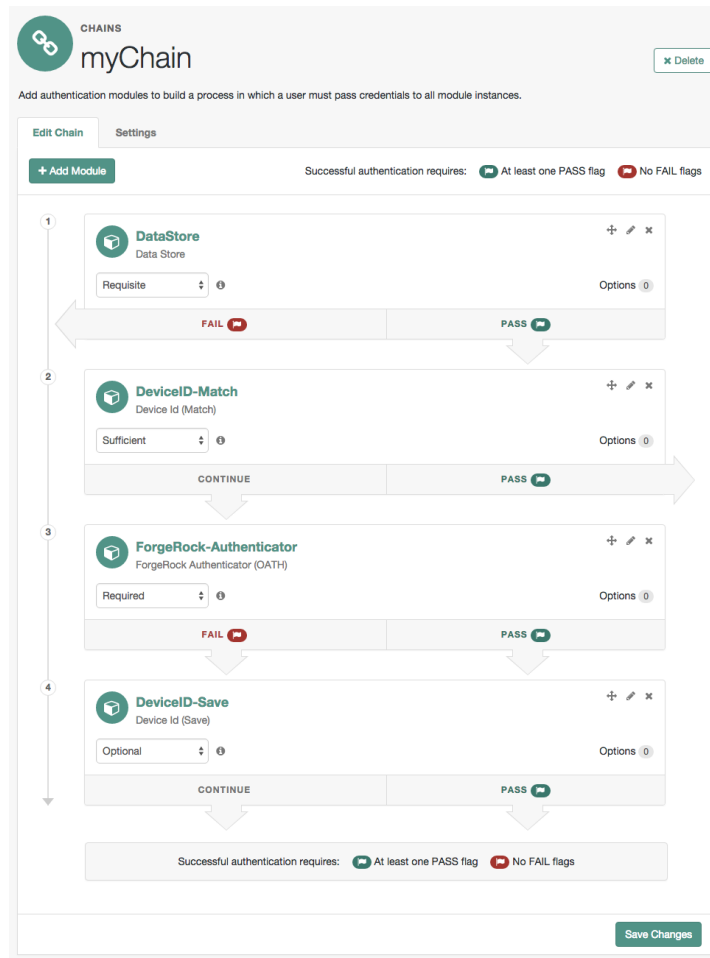 CHAINS
myChain
✖ Delete
Add authentication modules to build a process in which a user must pass credentials to all module instances.
Edit Chain Settings
+ Add Module
Successful authentication requires: At least one PASS flag No FAIL flags
1
DataStore
Data Store
Requisite
Options 0
FAIL PASS
2
DeviceID-Match
Device Id (Match)
Sufficient
Options 0
CONTINUE PASS
3
ForgeRock-Authenticator
ForgeRock Authenticator (OATH)
Required
Options 0
FAIL PASS
4
DeviceID-Save
Device Id (Save)
Optional
Options 0
CONTINUE PASS
Successful authentication requires: At least one PASS flag No FAIL flags
Save Changes